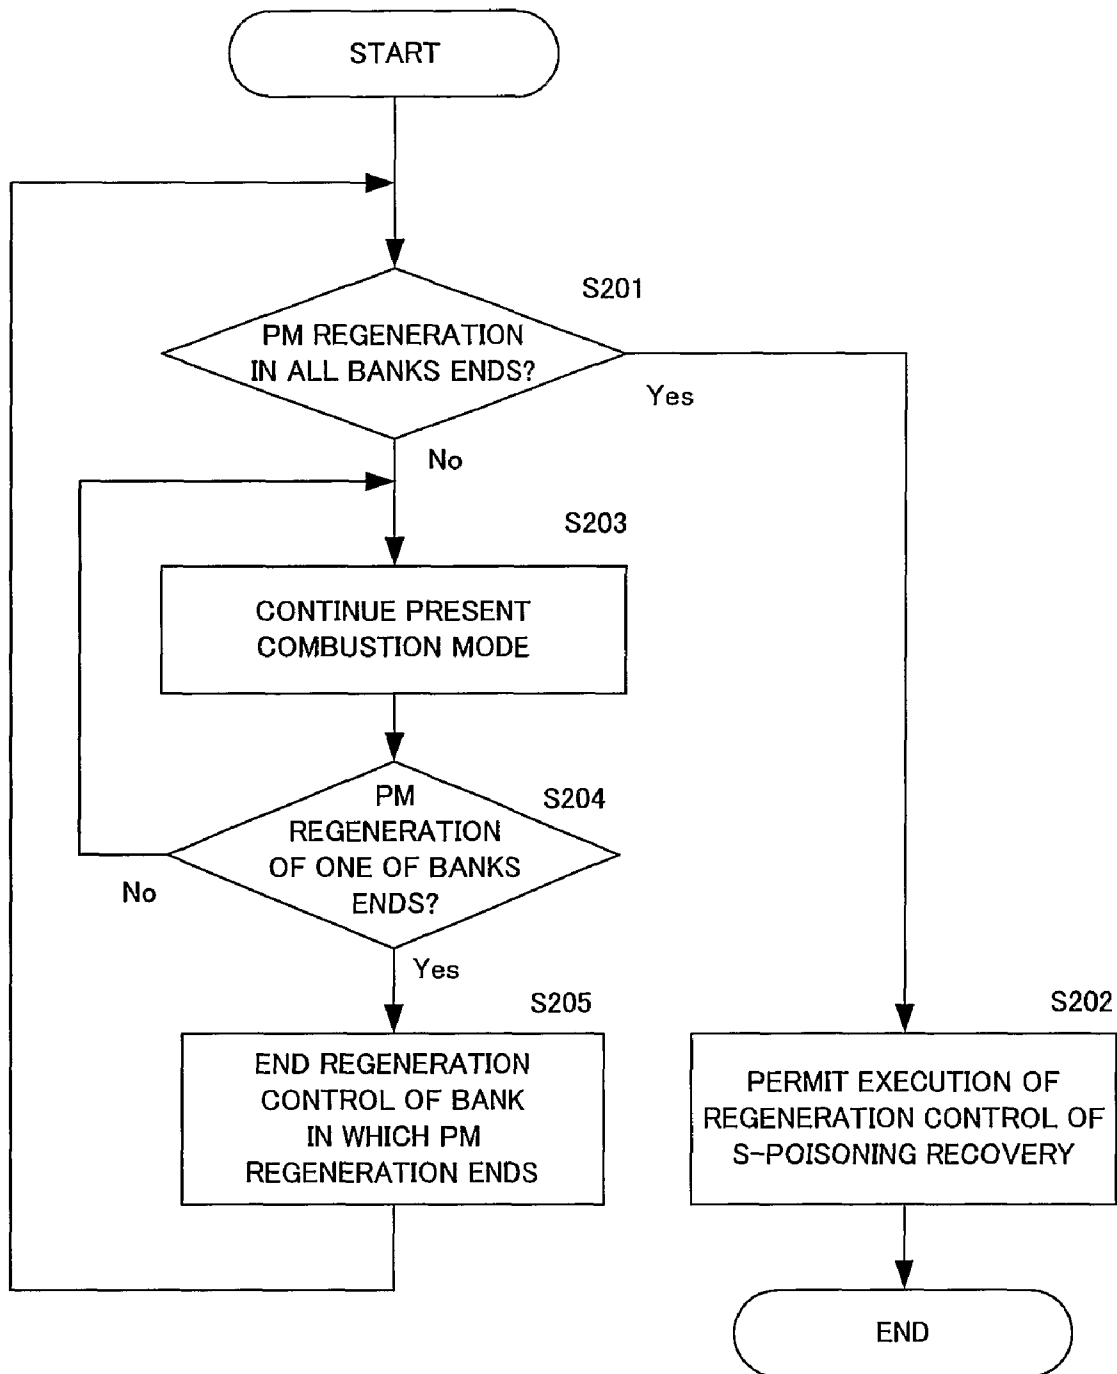 START
S201
PM REGENERATION
IN ALL BANKS ENDS?
Yes
No
S203
CONTINUE PRESENT
COMBUSTION MODE
S204
PM
REGENERATION
OF ONE OF BANKS
ENDS?
No
Yes
S205
END REGENERATION
CONTROL OF BANK
IN WHICH PM
REGENERATION ENDS
S202
PERMIT EXECUTION OF
REGENERATION CONTROL OF
S-POISONING RECOVERY
END